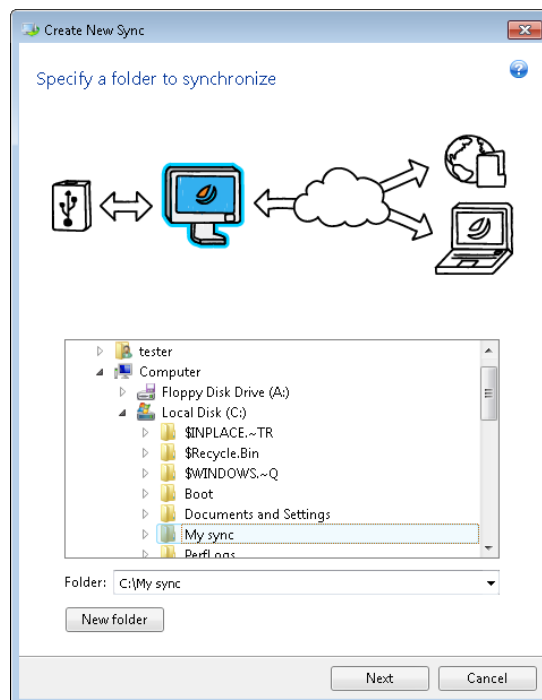 Create New Sync
Specify a folder to synchronize
tester
Computer
Floppy Disk Drive (A:)
Local Disk (C:)
$INPLACE.~TR
$Recycle.Bin
$WINDOWS.~Q
Boot
Documents and Settings
My sync
PerfLogs
Folder: C:\My sync
New folder
Next Cancel